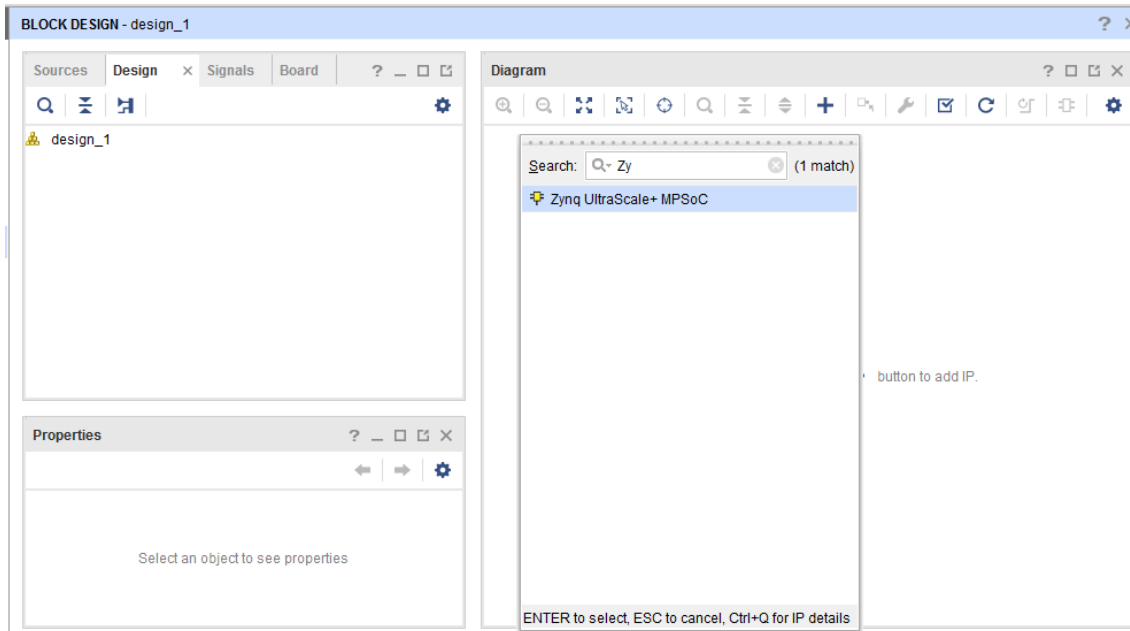 BLOCK DESIGN - design_1
Sources Design Signals Board
design_1
Properties
Select an object to see properties
Diagram
Search: Zy (1 match)
Zynq UltraScale+ MPSoC
button to add IP.
ENTER to select, ESC to cancel, Ctrl+Q for IP details